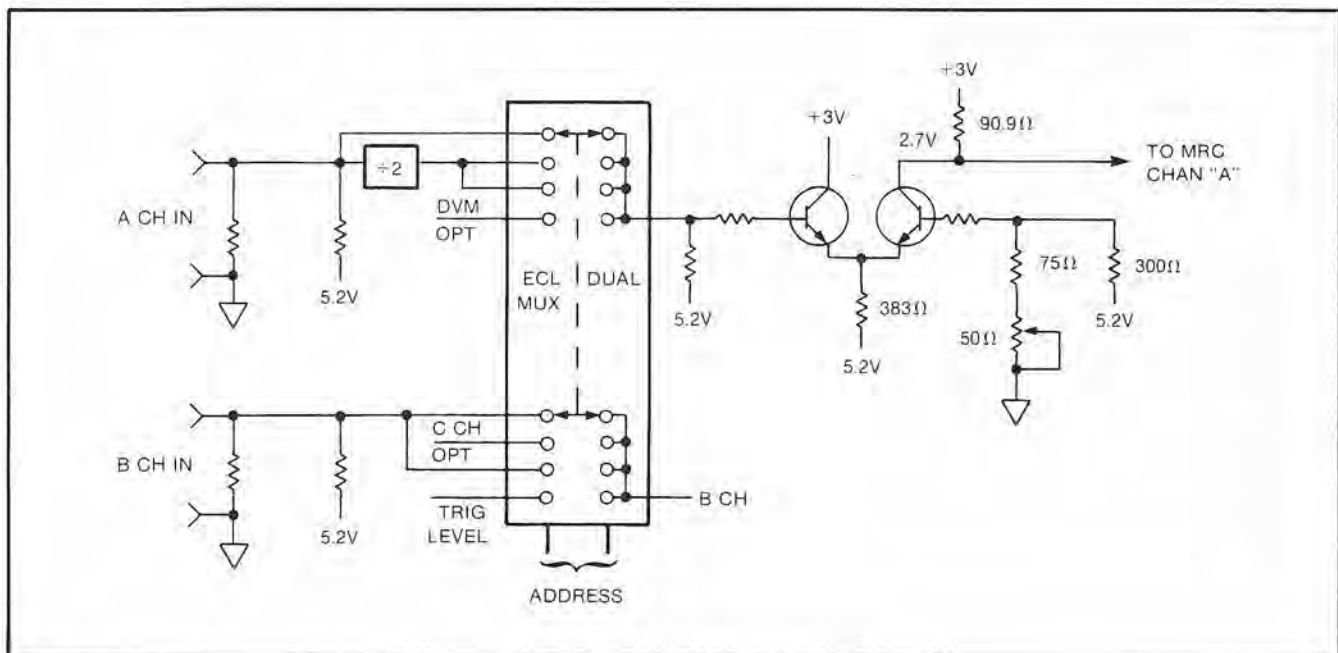 +3V
+3V
90.9Ω
2.7V
TO MRC
CHAN "A"
÷2
A CH IN
DVM
OPT
5.2V
ECL
MUX
DUAL
5.2V
383Ω
5.2V
75Ω
300Ω
5.2V
50Ω
B CH IN
5.2V
C CH
OPT
TRIG
LEVEL
B CH
ADDRESS